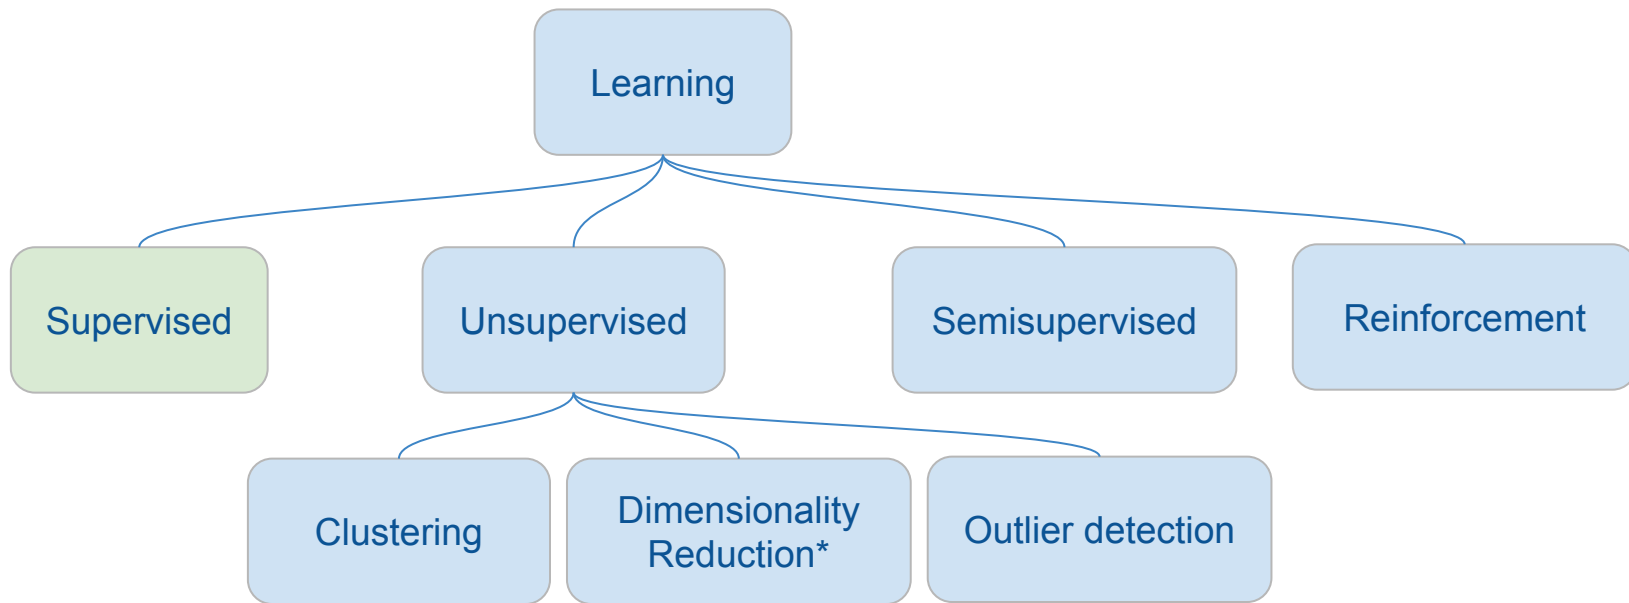 Learning
Supervised
Unsupervised
Semisupervised
Reinforcement
Clustering
Dimensionality
Reduction*
Outlier detection